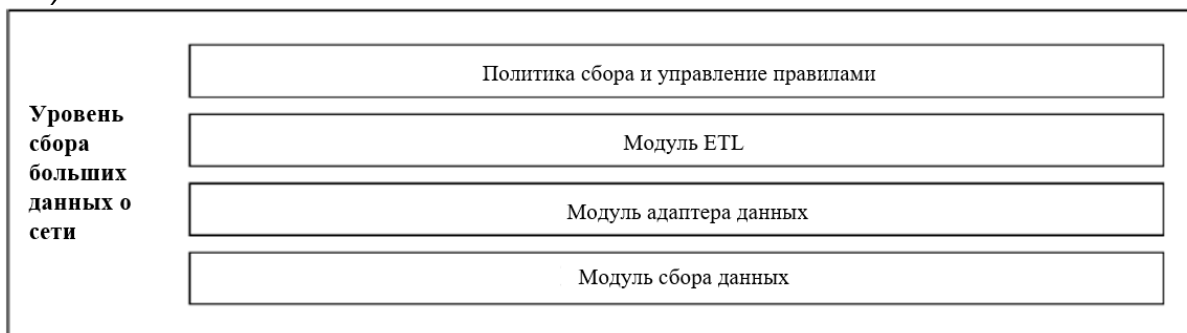 )
Уровень
сбора
больших
данных о
сети
Политика сбора и управление правилами
Модуль ETL
Модуль адаптера данных
Модуль сбора данных